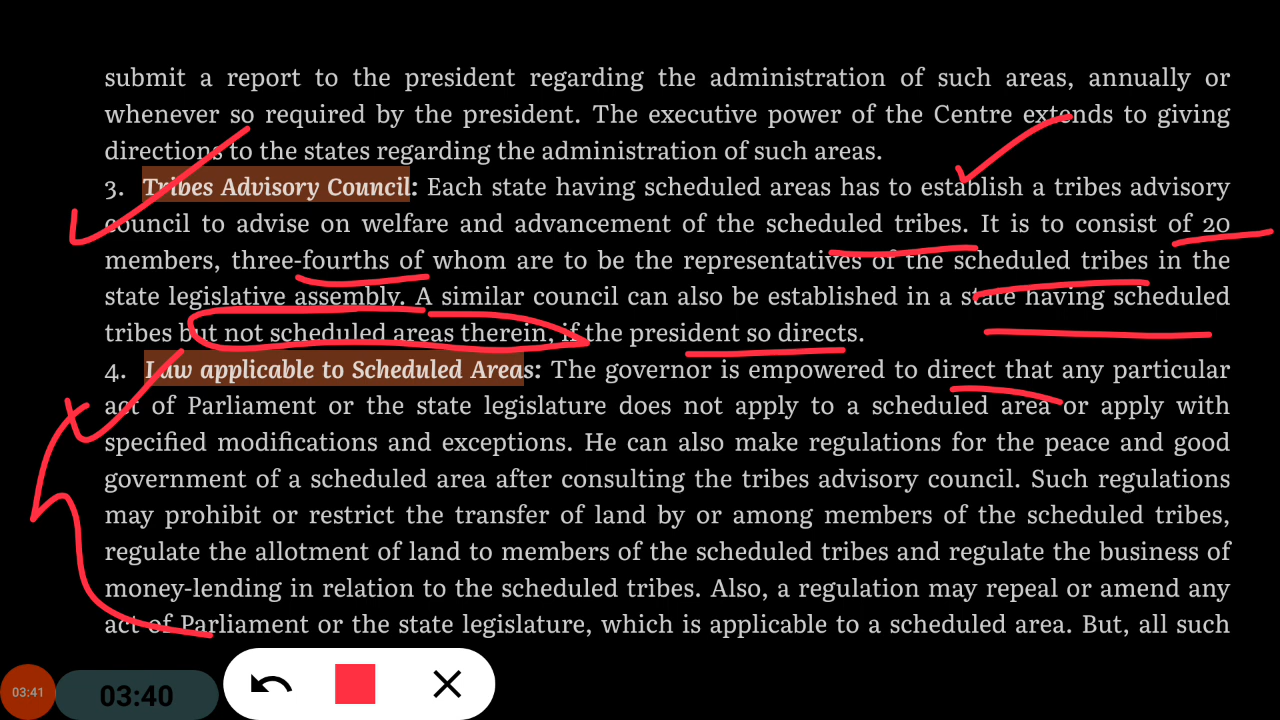 submit a report to the president regarding the administration of such areas, annually or
whenever so required by the president. The executive power of the Centre extends to giving
directions to the states regarding the administration of such areas.
3. Tribes Advisory Council: Each state having scheduled areas has to establish a tribes advisory
council to advise on welfare and advancement of the scheduled tribes. It is to consist of 20
members, three-fourths of whom are to be the representatives of the scheduled tribes in the
state legislative assembly. A similar council can also be established in a state having scheduled
tribes but not scheduled areas therein, if the president so directs.
4. Law applicable to Scheduled Areas: The governor is empowered to direct that any particular
act of Parliament or the state legislature does not apply to a scheduled area or apply with
specified modifications and exceptions. He can also make regulations for the peace and good
government of a scheduled area after consulting the tribes advisory council. Such regulations
may prohibit or restrict the transfer of land by or among members of the scheduled tribes,
regulate the allotment of land to members of the scheduled tribes and regulate the business of
money-lending in relation to the scheduled tribes. Also, a regulation may repeal or amend any
act of Parliament or the state legislature, which is applicable to a scheduled area. But, all such
03:41
03:40